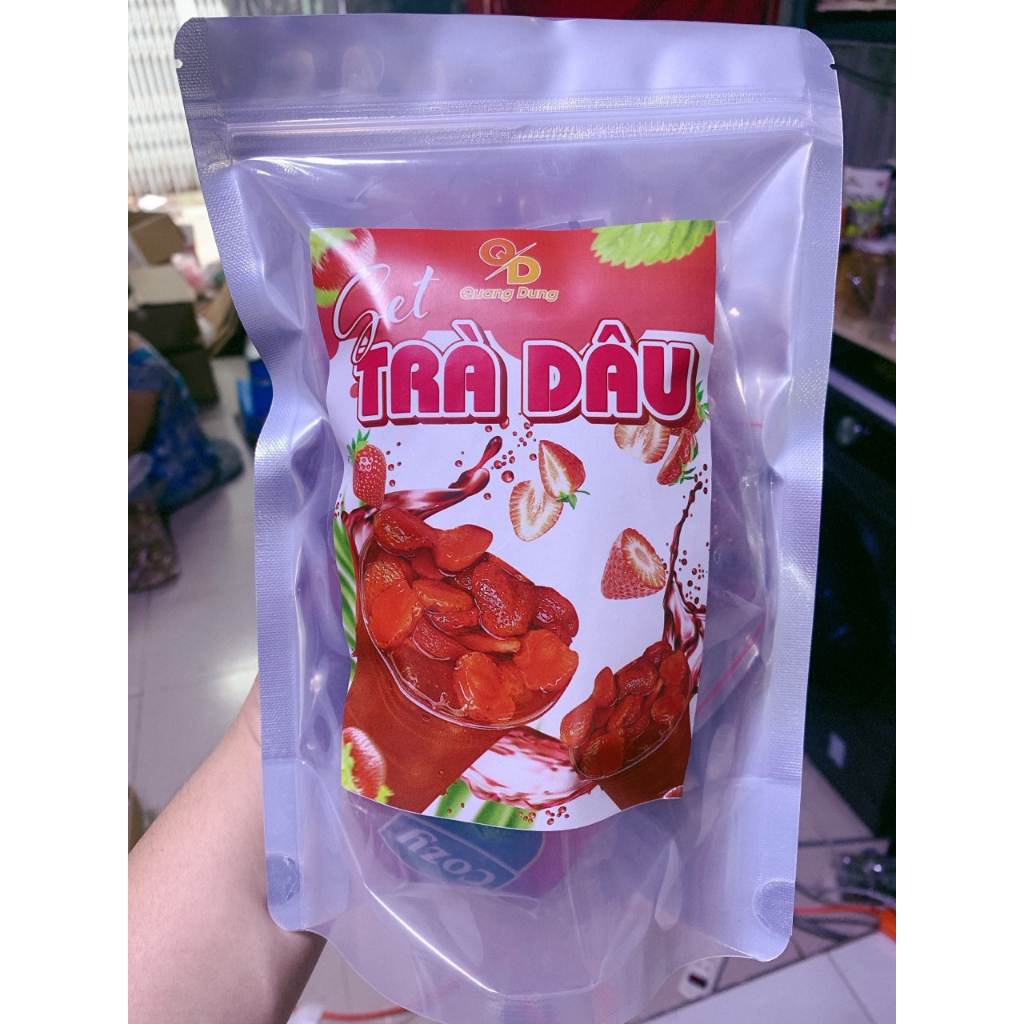 QD
Quang Dung
Set
TRÀ DÂU
Cozy